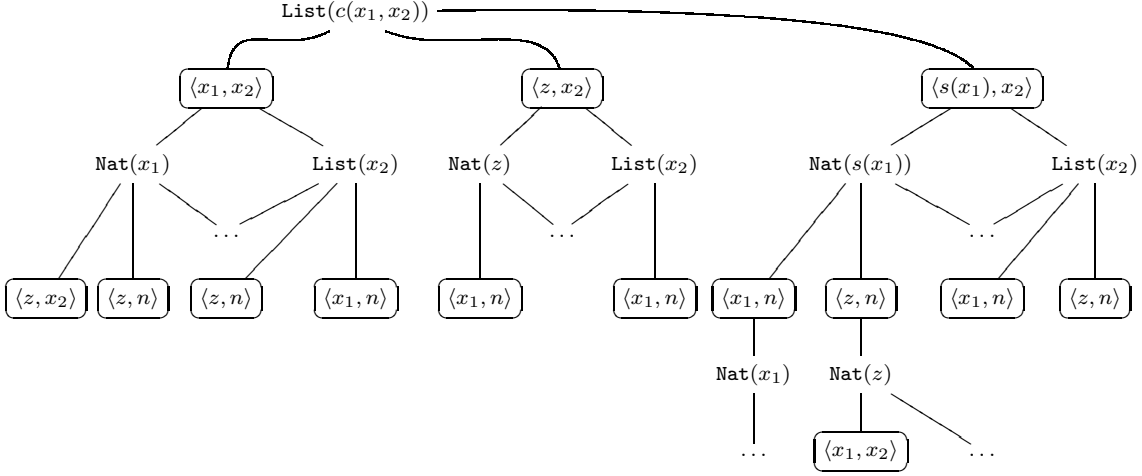 List(c(x₁, x₂))
⟨x₁, x₂⟩ ⟨z, x₂⟩ ⟨s(x₁), x₂⟩
Nat(x₁) List(x₂) Nat(z) List(x₂) Nat(s(x₁)) List(x₂)
... ... ...
⟨z, x₂⟩ ⟨z, n⟩ ⟨z, n⟩ ⟨x₁, n⟩ ⟨x₁, n⟩ ⟨x₁, n⟩ ⟨x₁, n⟩ ⟨z, n⟩ ⟨x₁, n⟩ ⟨z, n⟩
Nat(x₁) Nat(z)
... ⟨x₁, x₂⟩ ...